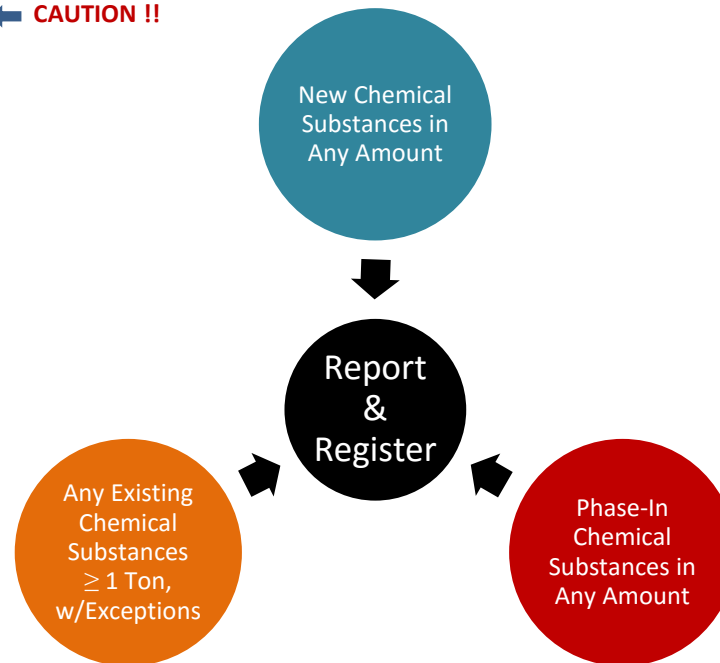 CAUTION !!
New Chemical
Substances in
Any Amount
Report
&
Register
Any Existing
Chemical
Substances
≥ 1 Ton,
w/Exceptions
Phase-In
Chemical
Substances in
Any Amount